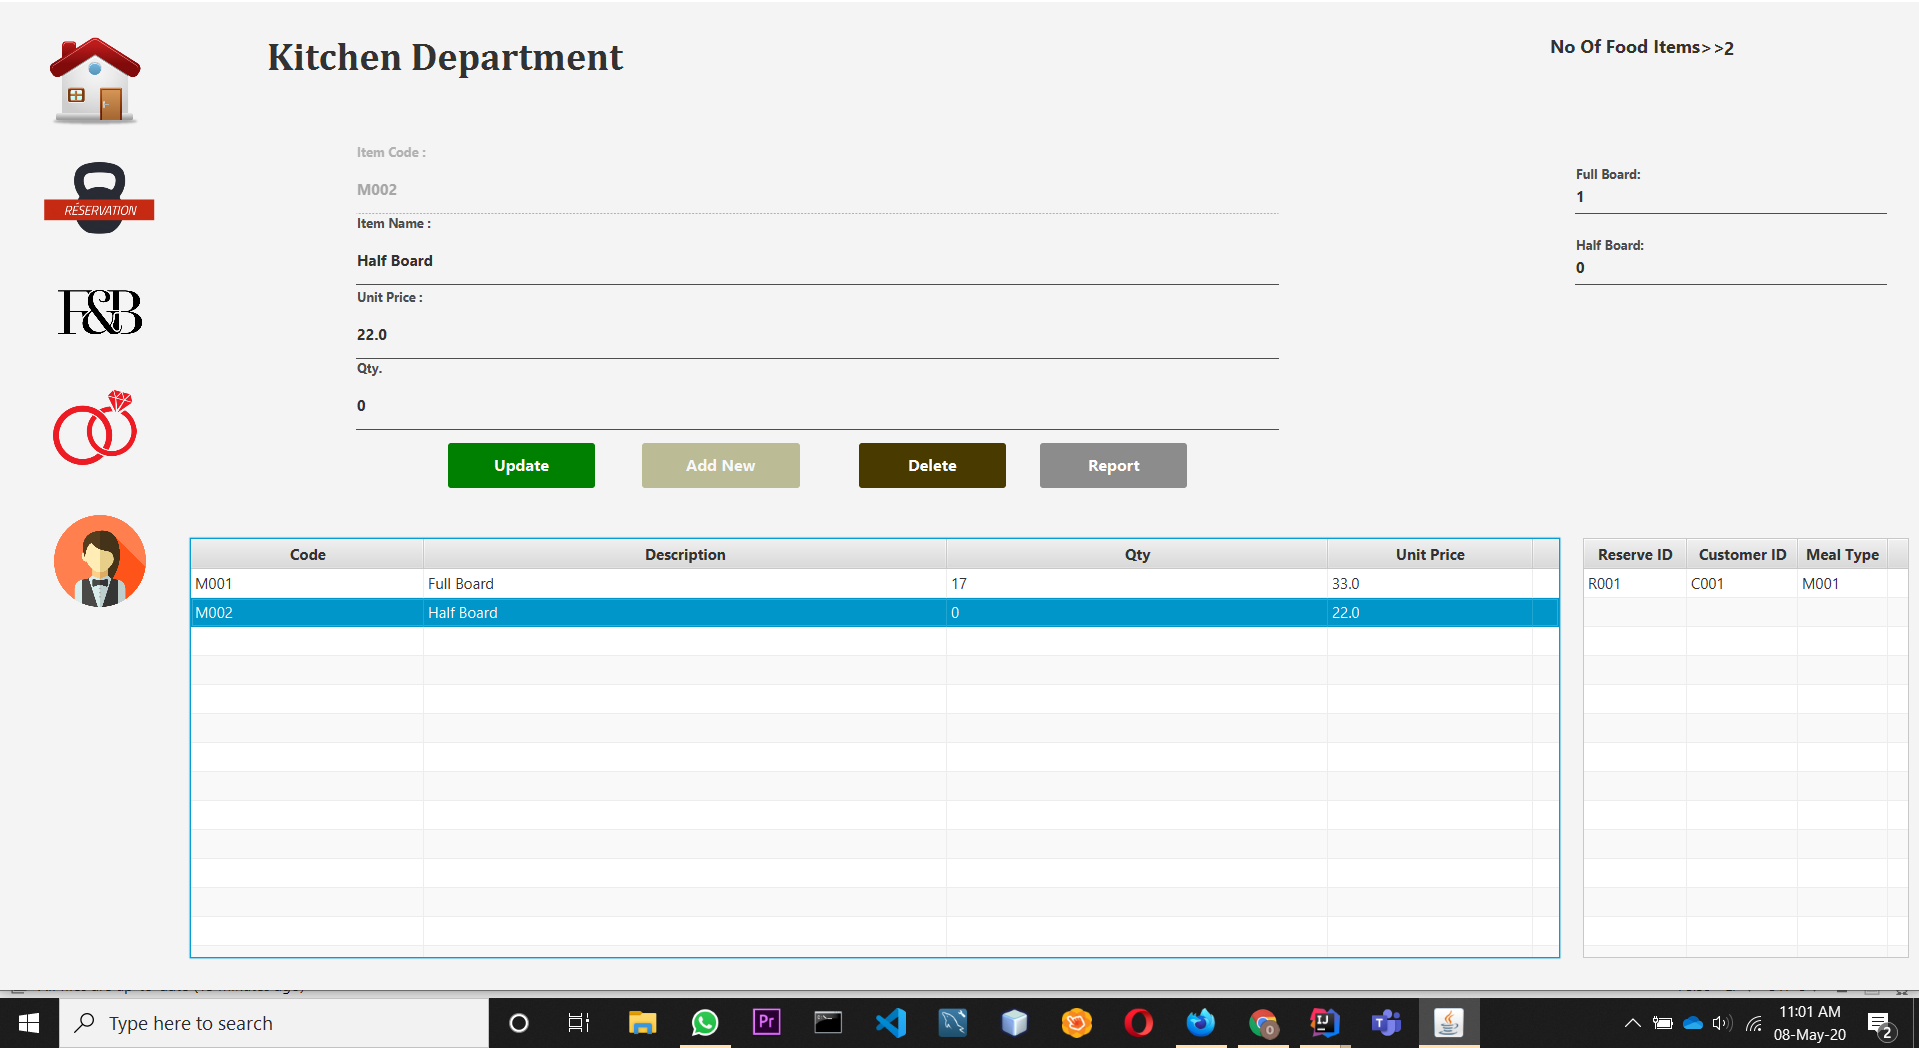 Kitchen Department
No Of Food Items>>2
RÉSERVATION
F&B
Item Code :
M002
Item Name :
Half Board
Unit Price :
22.0
Qty.
0
Full Board:
1
Half Board:
0
Update Add New Delete Report
Code Description Qty Unit Price
M001 Full Board 17 33.0
M002 Half Board 0 22.0
Reserve ID Customer ID Meal Type
R001 C001 M001
Type here to search
Pr
IJ
T
11:01 AM
08-May-20
2